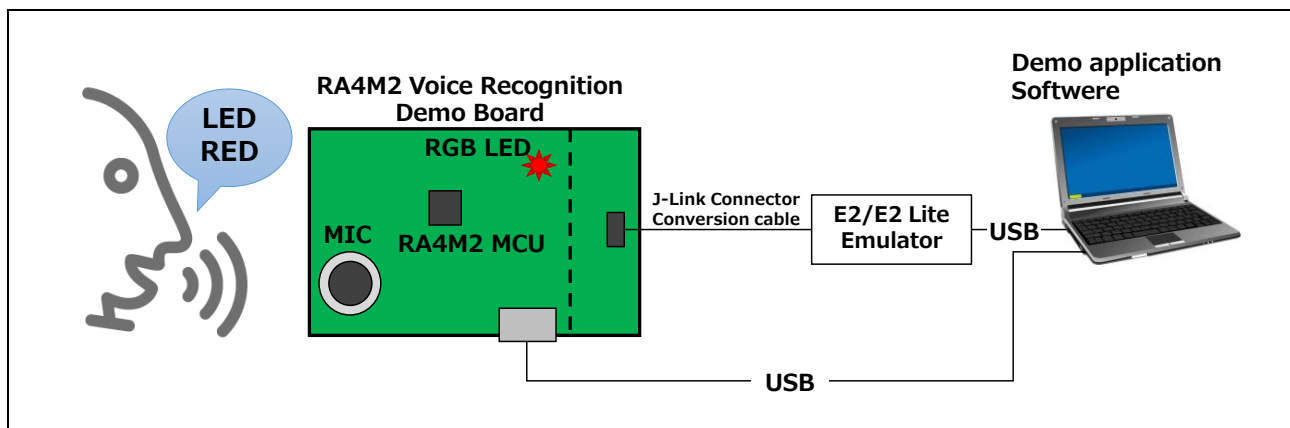 LED
RED
RA4M2 Voice Recognition
Demo Board
RGB LED
RA4M2 MCU
MIC
J-Link Connector
Conversion cable
E2/E2 Lite
Emulator
USB
Demo application
Softwere
USB